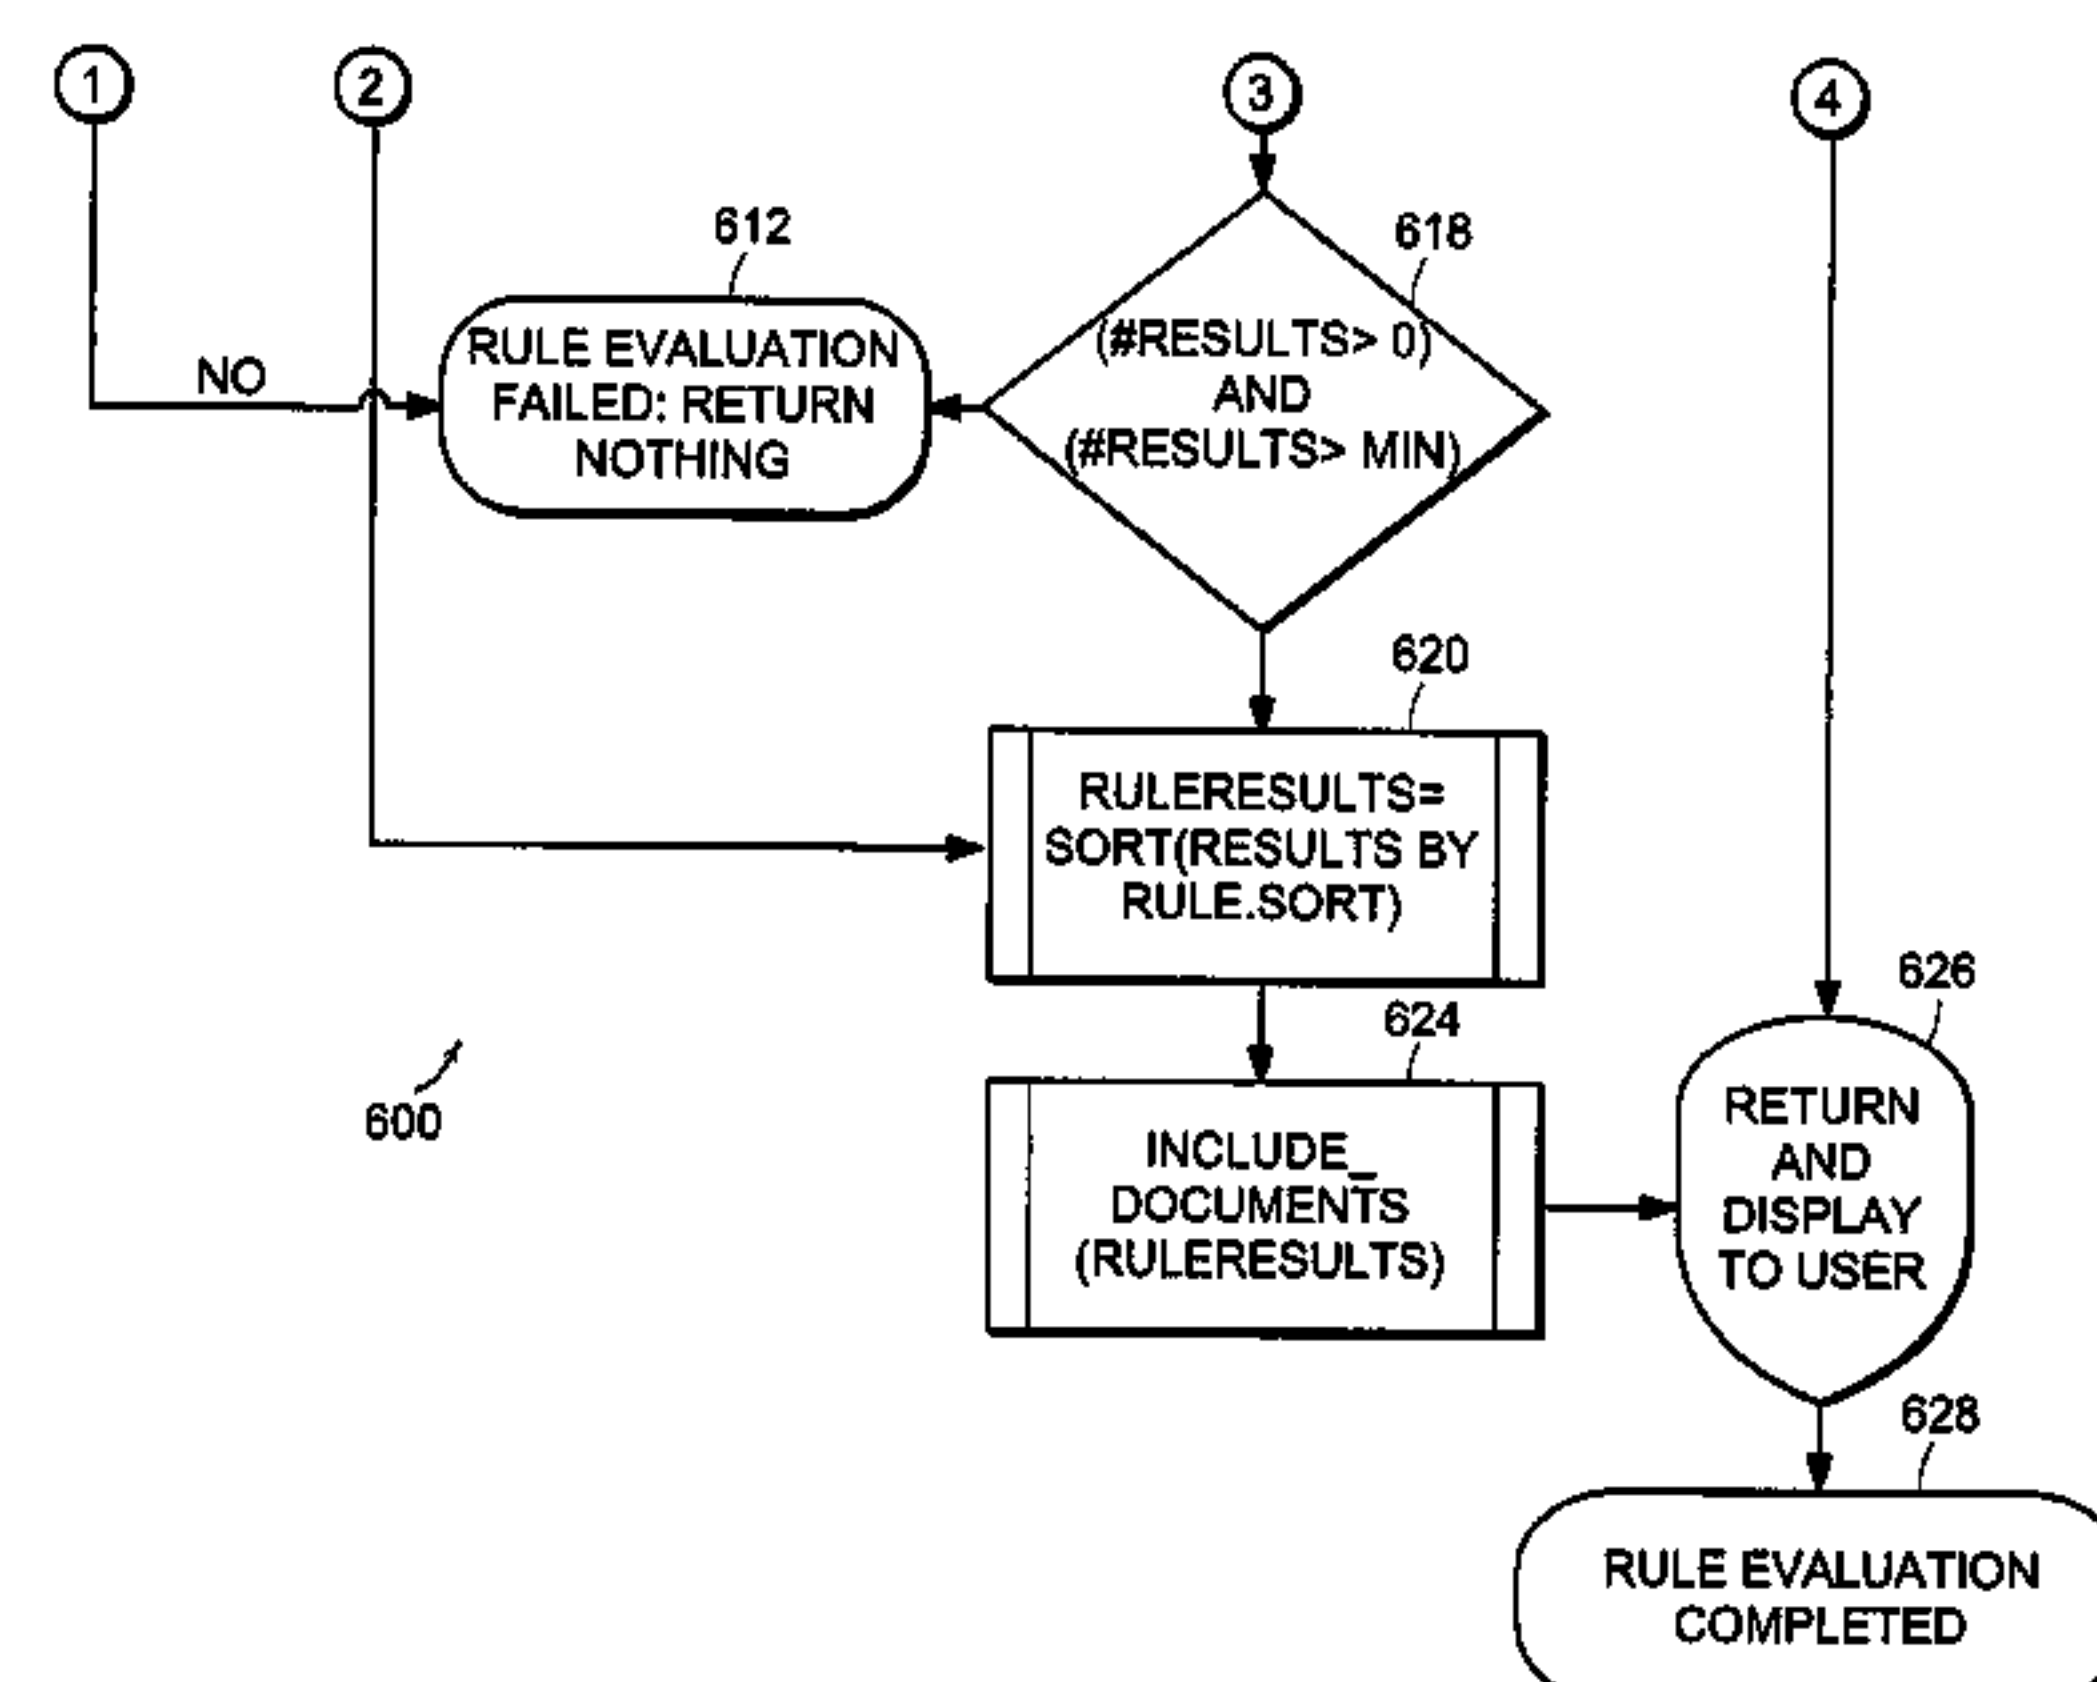 1
2
3
4
612
RULE EVALUATION
FAILED: RETURN
NOTHING
NO
618
(#RESULTS> 0)
AND
(#RESULTS> MIN)
620
RULERESULTS=
SORT(RESULTS BY
RULE.SORT)
624
INCLUDE_
DOCUMENTS
(RULERESULTS)
626
RETURN
AND
DISPLAY
TO USER
600
628
RULE EVALUATION
COMPLETED